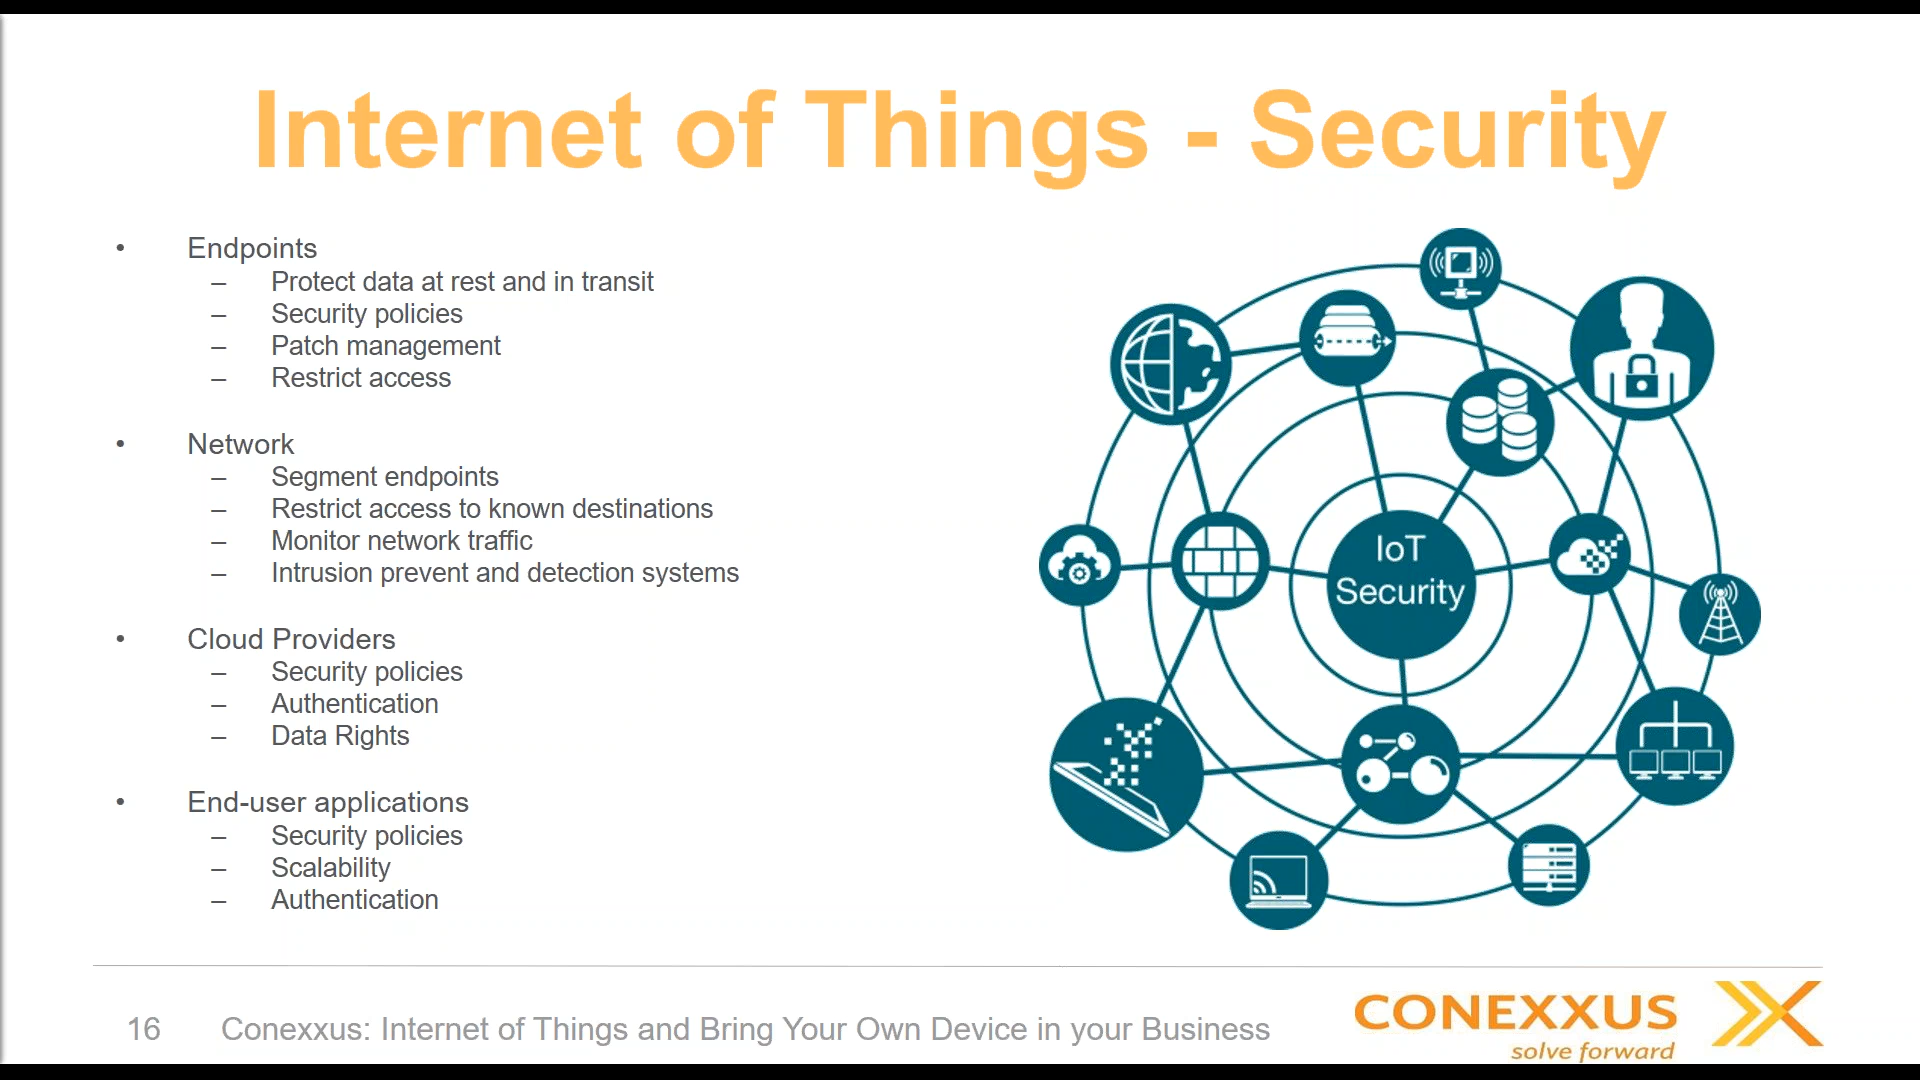 Internet of Things - Security
• Endpoints
– Protect data at rest and in transit
– Security policies
– Patch management
– Restrict access
• Network
– Segment endpoints
– Restrict access to known destinations
– Monitor network traffic
– Intrusion prevent and detection systems
• Cloud Providers
– Security policies
– Authentication
– Data Rights
• End-user applications
– Security policies
– Scalability
– Authentication
IoT
Security
16 Conexxus: Internet of Things and Bring Your Own Device in your Business
CONEXXUS
solve forward